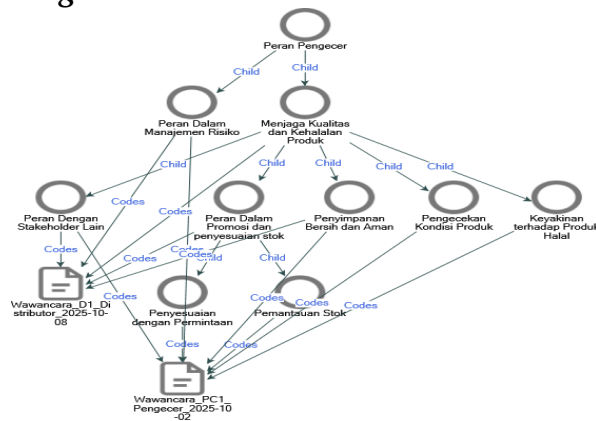 Peran Pengecer
Child
Child
Peran Dalam
Manajemen Risiko
Menjaga Kualitas
dan Kehalalan
Produk
Child
Child
Child
Child
Child
Codes
Codes
Peran Dengan
Stakeholder Lain
Peran Dalam
Promosi dan
penyesuaian stok
Penyimpanan
Bersih dan Aman
Pengecekan
Kondisi Produk
Keyakinan
terhadap Produk
Halal
Codes
Codes
Codes
Codes
Child
Child
Wawancara_D1_Di
stributor_2025-10-
08
Codes
Penyesuaian
dengan Permintaan
Codes
Codes
Codes
Pemantauan Stok
Codes
Codes
Wawancara_PC1_
Pengecer_2025-10
-02